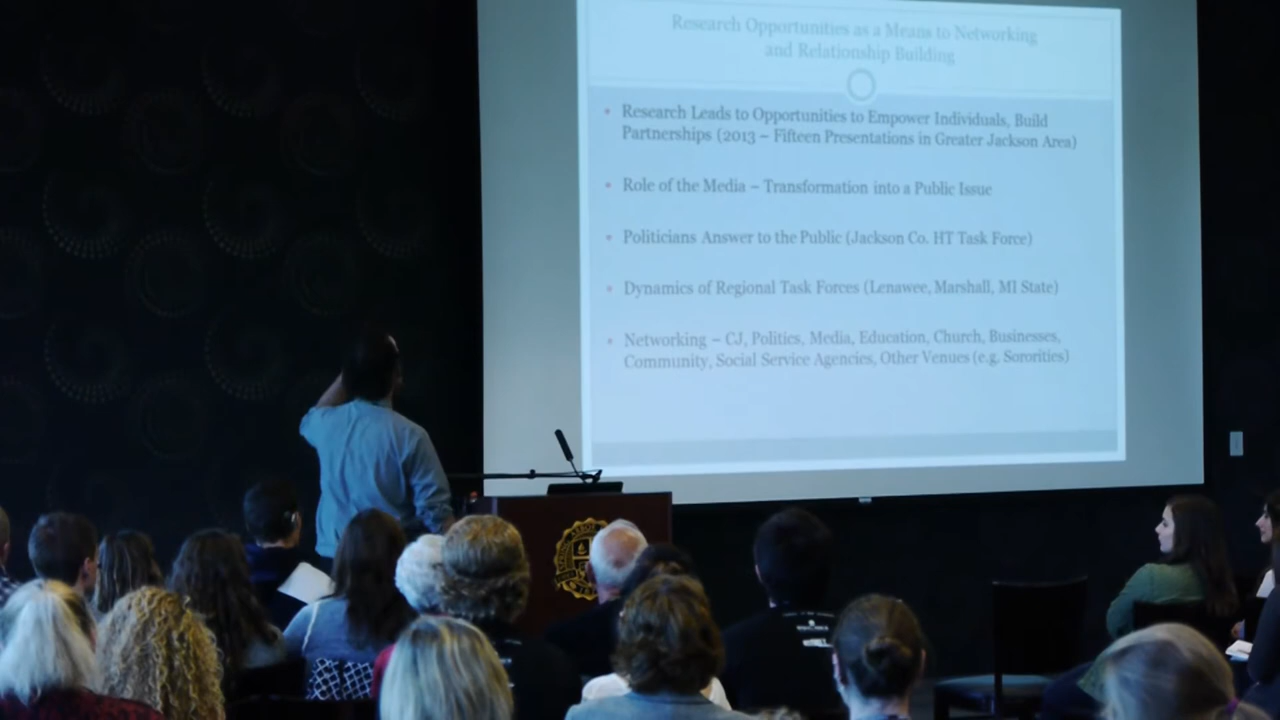 Research Opportunities as a Means to Networking
and Relationship Building
• Research Leads to Opportunities to Empower Individuals, Build
Partnerships (2013 – Fifteen Presentations in Greater Jackson Area)
• Role of the Media – Transformation into a Public Issue
• Politicians Answer to the Public (Jackson Co. HT Task Force)
• Dynamics of Regional Task Forces (Lenawee, Marshall, MI State)
• Networking – CJ, Politics, Media, Education, Church, Businesses,
Community, Social Service Agencies, Other Venues (e.g. Sororities)